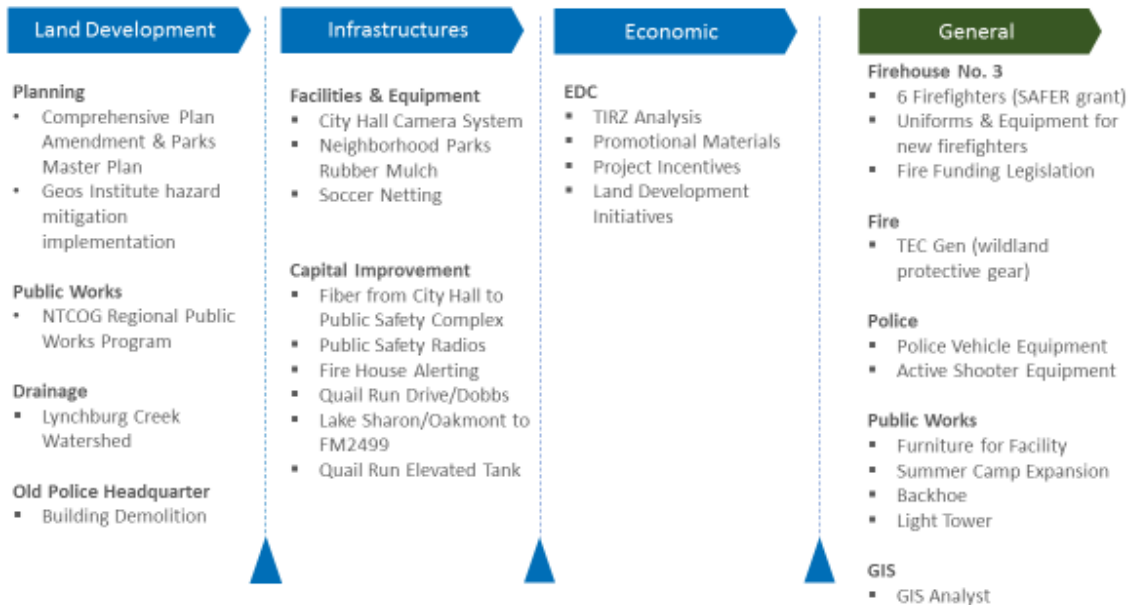 Land Development
Planning
• Comprehensive Plan
Amendment & Parks
Master Plan
• Geos Institute hazard
mitigation
implementation
Public Works
• NTCOG Regional Public
Works Program
Drainage
▪ Lynchburg Creek
Watershed
Old Police Headquarter
▪ Building Demolition
Infrastructures
Facilities & Equipment
▪ City Hall Camera System
▪ Neighborhood Parks
Rubber Mulch
▪ Soccer Netting
Capital Improvement
▪ Fiber from City Hall to
Public Safety Complex
▪ Public Safety Radios
▪ Fire House Alerting
▪ Quail Run Drive/Dobbs
▪ Lake Sharon/Oakmont to
FM2499
▪ Quail Run Elevated Tank
Economic
EDC
▪ TIRZ Analysis
▪ Promotional Materials
▪ Project Incentives
▪ Land Development
Initiatives
General
Firehouse No. 3
▪ 6 Firefighters (SAFER grant)
▪ Uniforms & Equipment for
new firefighters
▪ Fire Funding Legislation
Fire
▪ TEC Gen (wildland
protective gear)
Police
▪ Police Vehicle Equipment
▪ Active Shooter Equipment
Public Works
▪ Furniture for Facility
▪ Summer Camp Expansion
▪ Backhoe
▪ Light Tower
GIS
▪ GIS Analyst